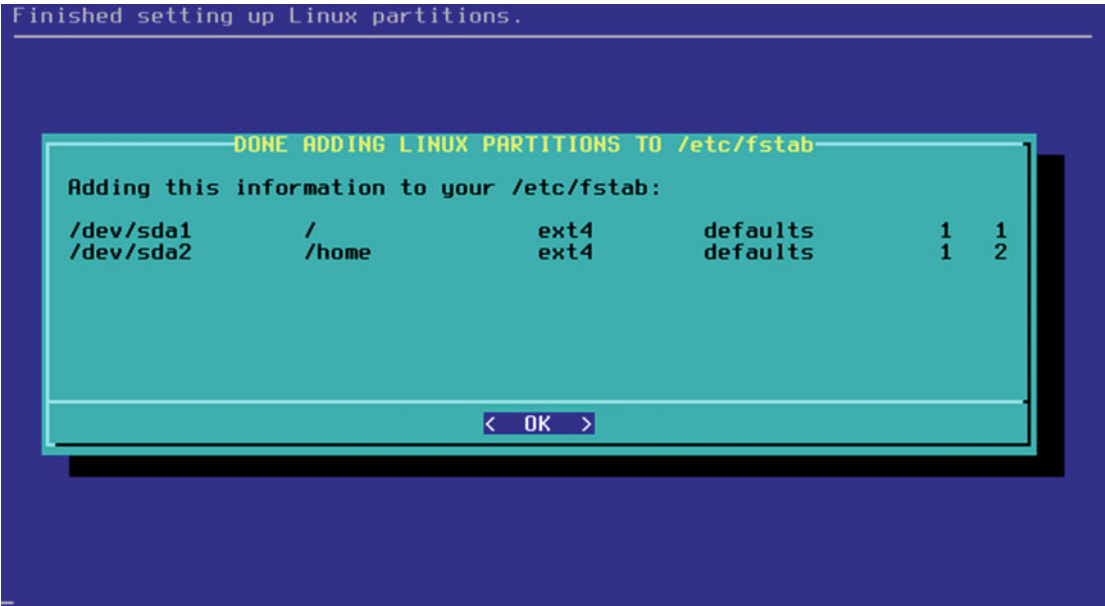 Finished setting up Linux partitions.
DONE ADDING LINUX PARTITIONS TO /etc/fstab
Adding this information to your /etc/fstab:
/dev/sda1 / ext4 defaults 1 1
/dev/sda2 /home ext4 defaults 1 2
< OK >